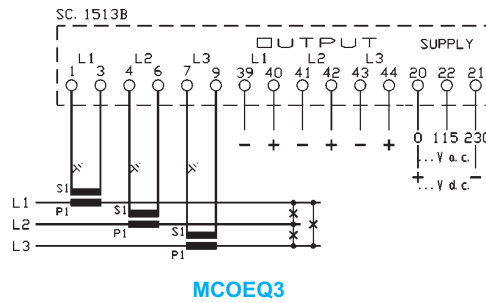 SC. 1513B
OUTPUT SUPPLY
L1 L2 L3 L1 L2 L3
1 3 4 6 7 9 39 40 41 42 43 44 20 22 21
- + - + - + 0 115 230
...V a.c.
+ ...V d.c. -
S1
L1 P1 S1
L2 P1 S1
L3 P1
MCOEQ3